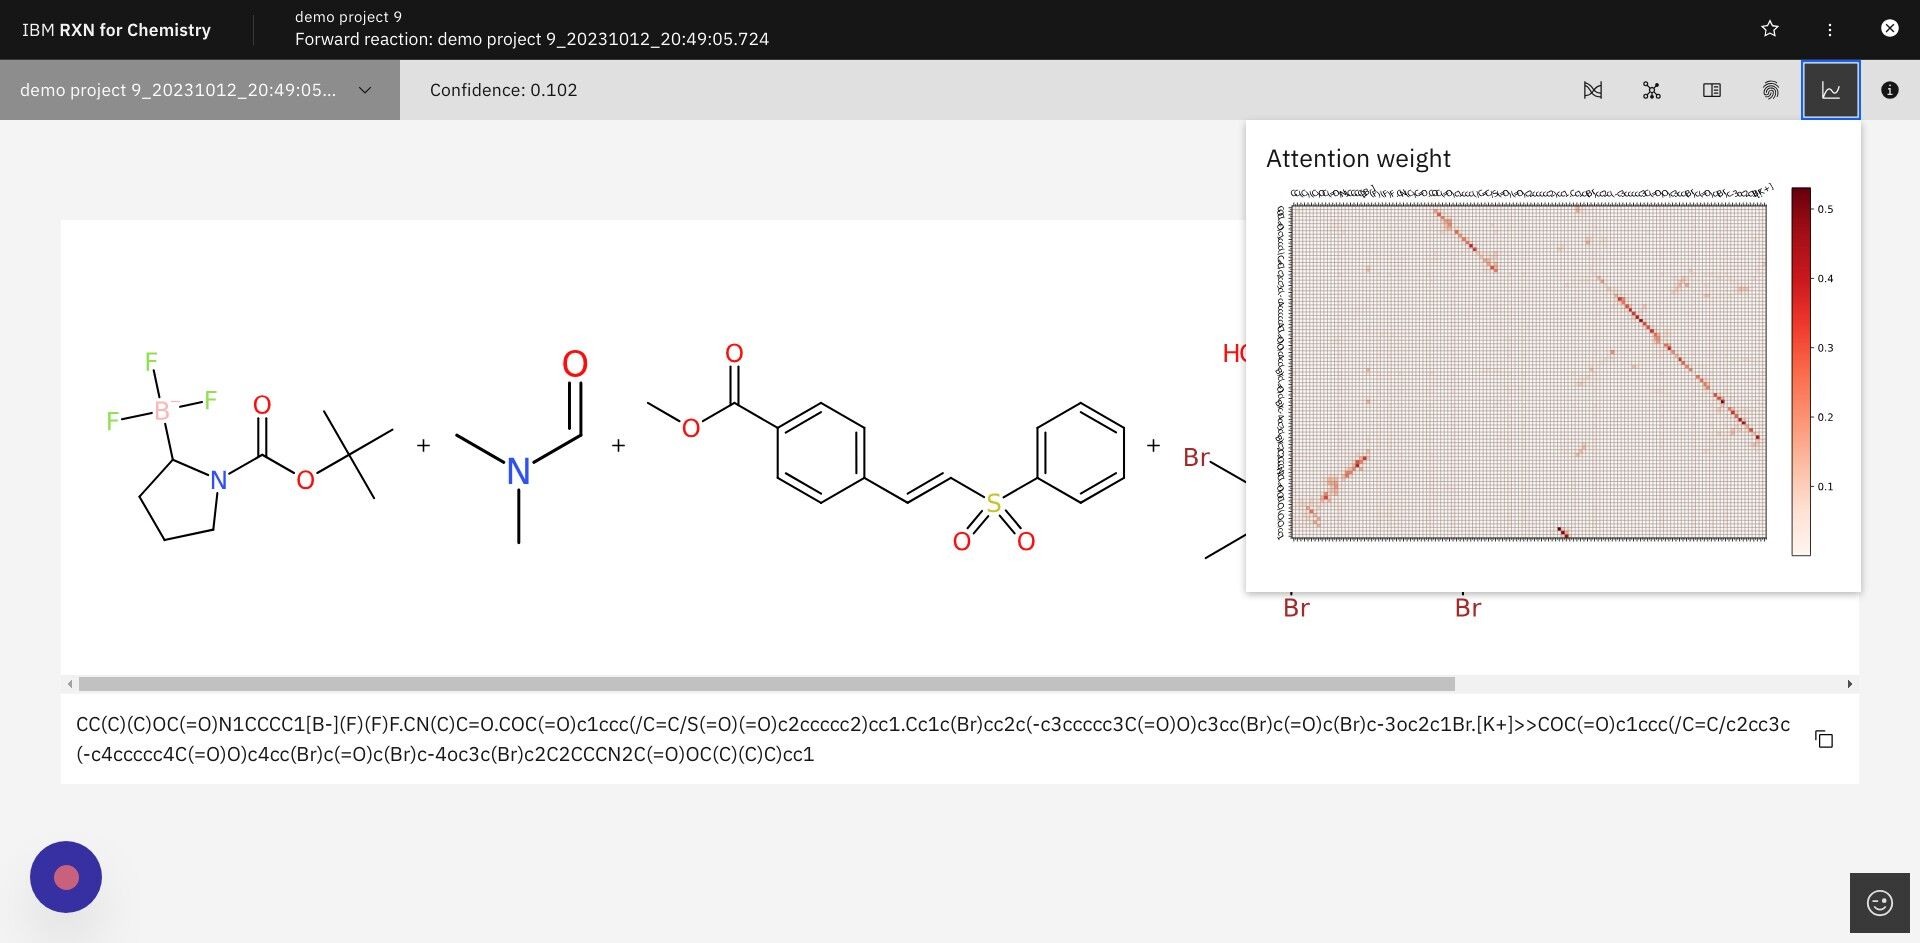 IBM RXN for Chemistry
demo project 9
Forward reaction: demo project 9_20231012_20:49:05.724
demo project 9_20231012_20:49:05...
Confidence: 0.102
Attention weight
0.5
0.4
0.3
0.2
0.1
F
F
B⁻
F
O
N
O
+
O
N
+
O
O
S
O
O
+
HO
Br
Br
Br
CC(C)(C)OC(=O)N1CCCC1[B-](F)(F)F.CN(C)C=O.COC(=O)c1ccc(/C=C/S(=O)(=O)c2ccccc2)cc1.Cc1c(Br)cc2c(-c3ccccc3C(=O)O)c3cc(Br)c(=O)c(Br)c-3oc2c1Br.[K+]>>COC(=O)c1ccc(/C=C/c2cc3c
(-c4ccccc4C(=O)O)c4cc(Br)c(=O)c(Br)c-4oc3c(Br)c2C2CCCN2C(=O)OC(C)(C)C)cc1